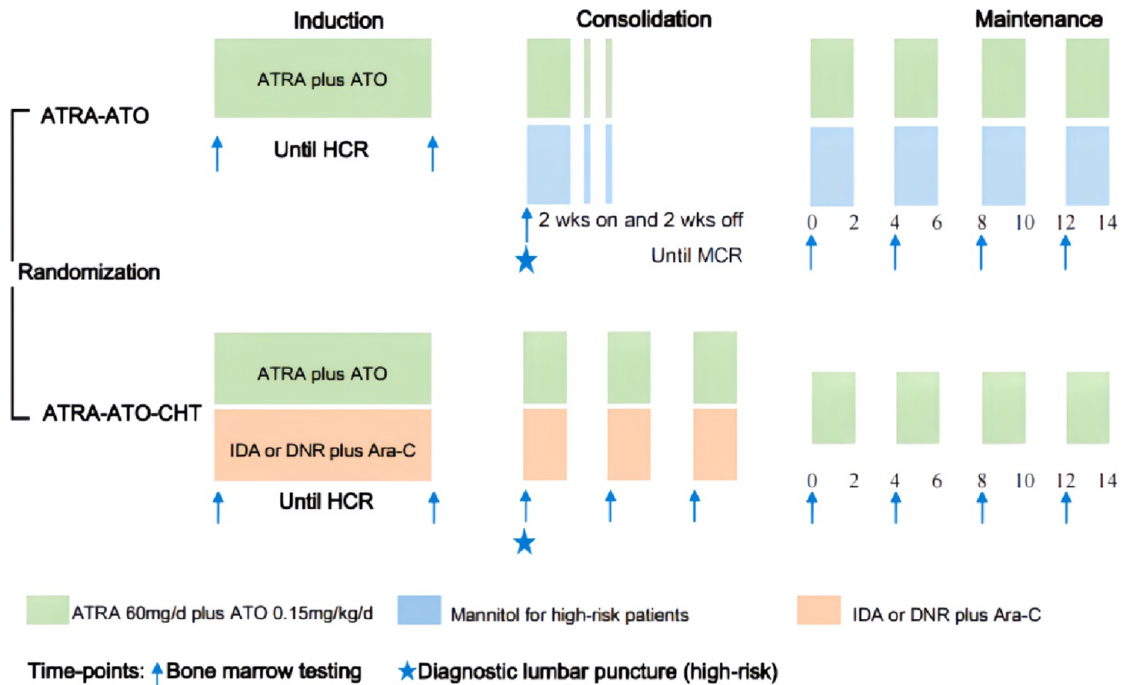 Induction
Consolidation
Maintenance
ATRA plus ATO
ATRA-ATO
Until HCR
2 wks on and 2 wks off
Until MCR
0 2 4 6 8 10 12 14
Randomization
ATRA plus ATO
ATRA-ATO-CHT
IDA or DNR plus Ara-C
Until HCR
0 2 4 6 8 10 12 14
ATRA 60mg/d plus ATO 0.15mg/kg/d
Mannitol for high-risk patients
IDA or DNR plus Ara-C
Time-points: Bone marrow testing
Diagnostic lumbar puncture (high-risk)